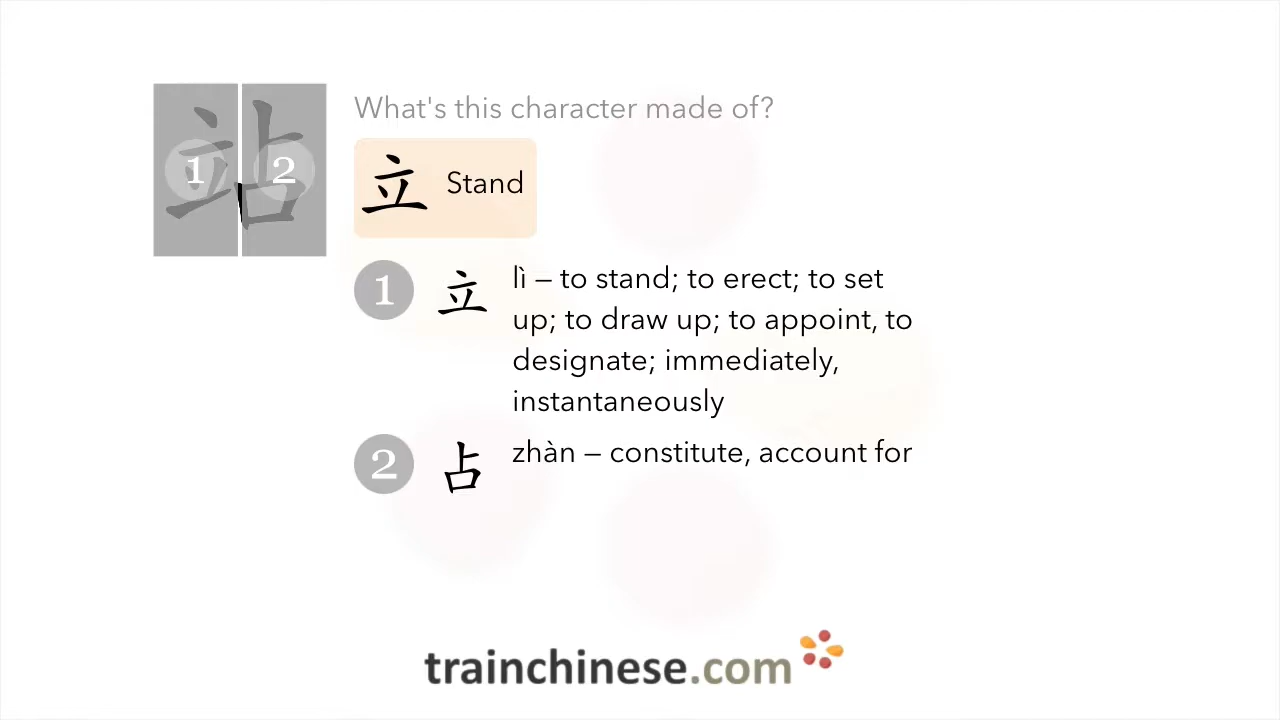 站
1 2
What's this character made of?
立 Stand
1 立 lì – to stand; to erect; to set
up; to draw up; to appoint, to
designate; immediately,
instantaneously
2 占 zhàn – constitute, account for
trainchinese.com